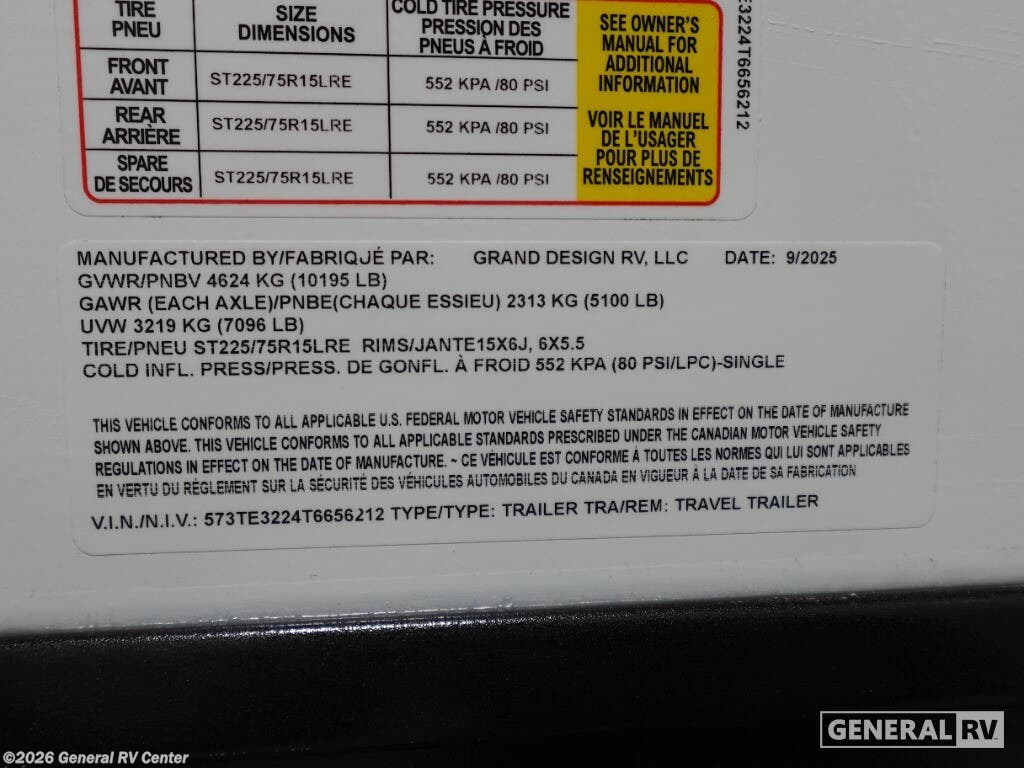 TIRE
PNEU
SIZE
DIMENSIONS
COLD TIRE PRESSURE
PRESSION DES
PNEUS À FROID
SEE OWNER'S
MANUAL FOR
ADDITIONAL
INFORMATION
VOIR LE MANUEL
DE L'USAGER
POUR PLUS DE
RENSEIGNEMENTS
FRONT
AVANT
ST225/75R15LRE
552 KPA /80 PSI
REAR
ARRIÈRE
ST225/75R15LRE
552 KPA /80 PSI
SPARE
DE SECOURS
ST225/75R15LRE
552 KPA /80 PSI
E3224T6656212
MANUFACTURED BY/FABRIQJÉ PAR: GRAND DESIGN RV, LLC DATE: 9/2025
GVWR/PNBV 4624 KG (10195 LB)
GAWR (EACH AXLE)/PNBE(CHAQUE ESSIEU) 2313 KG (5100 LB)
UVW 3219 KG (7096 LB)
TIRE/PNEU ST225/75R15LRE RIMS/JANTE15X6J, 6X5.5
COLD INFL. PRESS/PRESS. DE GONFL. À FROID 552 KPA (80 PSI/LPC)-SINGLE
THIS VEHICLE CONFORMS TO ALL APPLICABLE U.S. FEDERAL MOTOR VEHICLE SAFETY STANDARDS IN EFFECT ON THE DATE OF MANUFACTURE
SHOWN ABOVE. THIS VEHICLE CONFORMS TO ALL APPLICABLE STANDARDS PRESCRIBED UNDER THE CANADIAN MOTOR VEHICLE SAFETY
REGULATIONS IN EFFECT ON THE DATE OF MANUFACTURE. ~ CE VÉHICULE EST CONFORME À TOUTES LES NORMES QUI LUI SONT APPLICABLES
EN VERTU DU RÉGLEMENT SUR LA SÉCURITÉ DES VÉHICULES AUTOMOBILES DU CANADA EN VIGUEUR À LA DATE DE SA FABRICATION
V.I.N./N.I.V.: 573TE3224T6656212 TYPE/TYPE: TRAILER TRA/REM: TRAVEL TRAILER
GENERAL RV
©2026 General RV Center